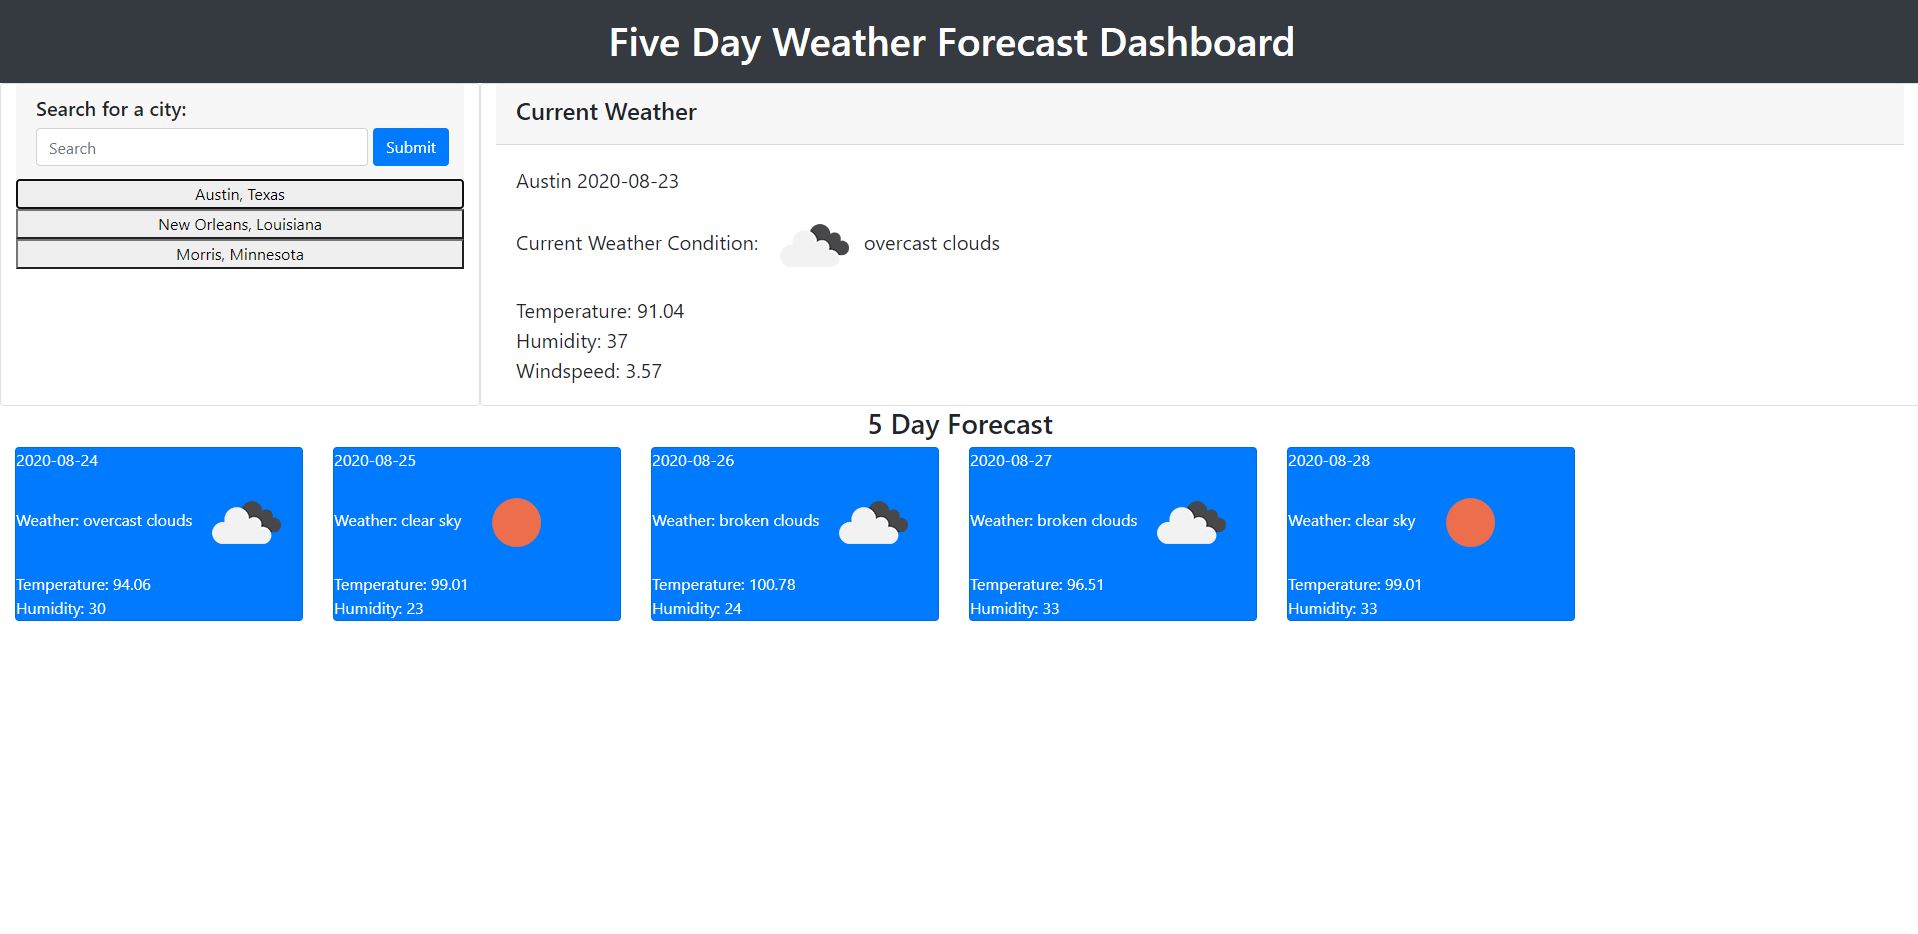 Five Day Weather Forecast Dashboard
Search for a city:
Search
Submit
Austin, Texas
New Orleans, Louisiana
Morris, Minnesota
Current Weather
Austin 2020-08-23
Current Weather Condition: overcast clouds
Temperature: 91.04
Humidity: 37
Windspeed: 3.57
5 Day Forecast
2020-08-24
Weather: overcast clouds
Temperature: 94.06
Humidity: 30
2020-08-25
Weather: clear sky
Temperature: 99.01
Humidity: 23
2020-08-26
Weather: broken clouds
Temperature: 100.78
Humidity: 24
2020-08-27
Weather: broken clouds
Temperature: 96.51
Humidity: 33
2020-08-28
Weather: clear sky
Temperature: 99.01
Humidity: 33